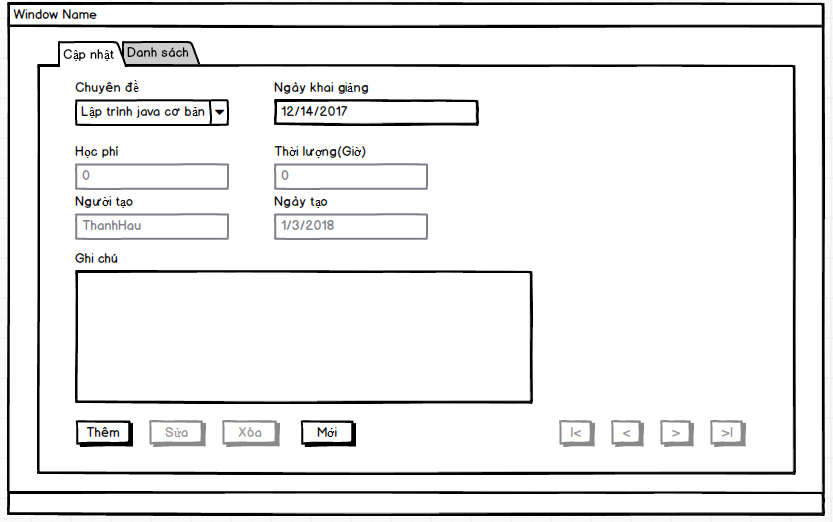 Window Name
Cập nhật Danh sách
Chuyên đề Ngày khai giảng
Lập trình java cơ bản 12/14/2017
Học phí Thời lượng(Giờ)
0 0
Người tạo Ngày tạo
ThanhHau 1/3/2018
Ghi chú
Thêm Sửa Xóa Mới |< < > >|